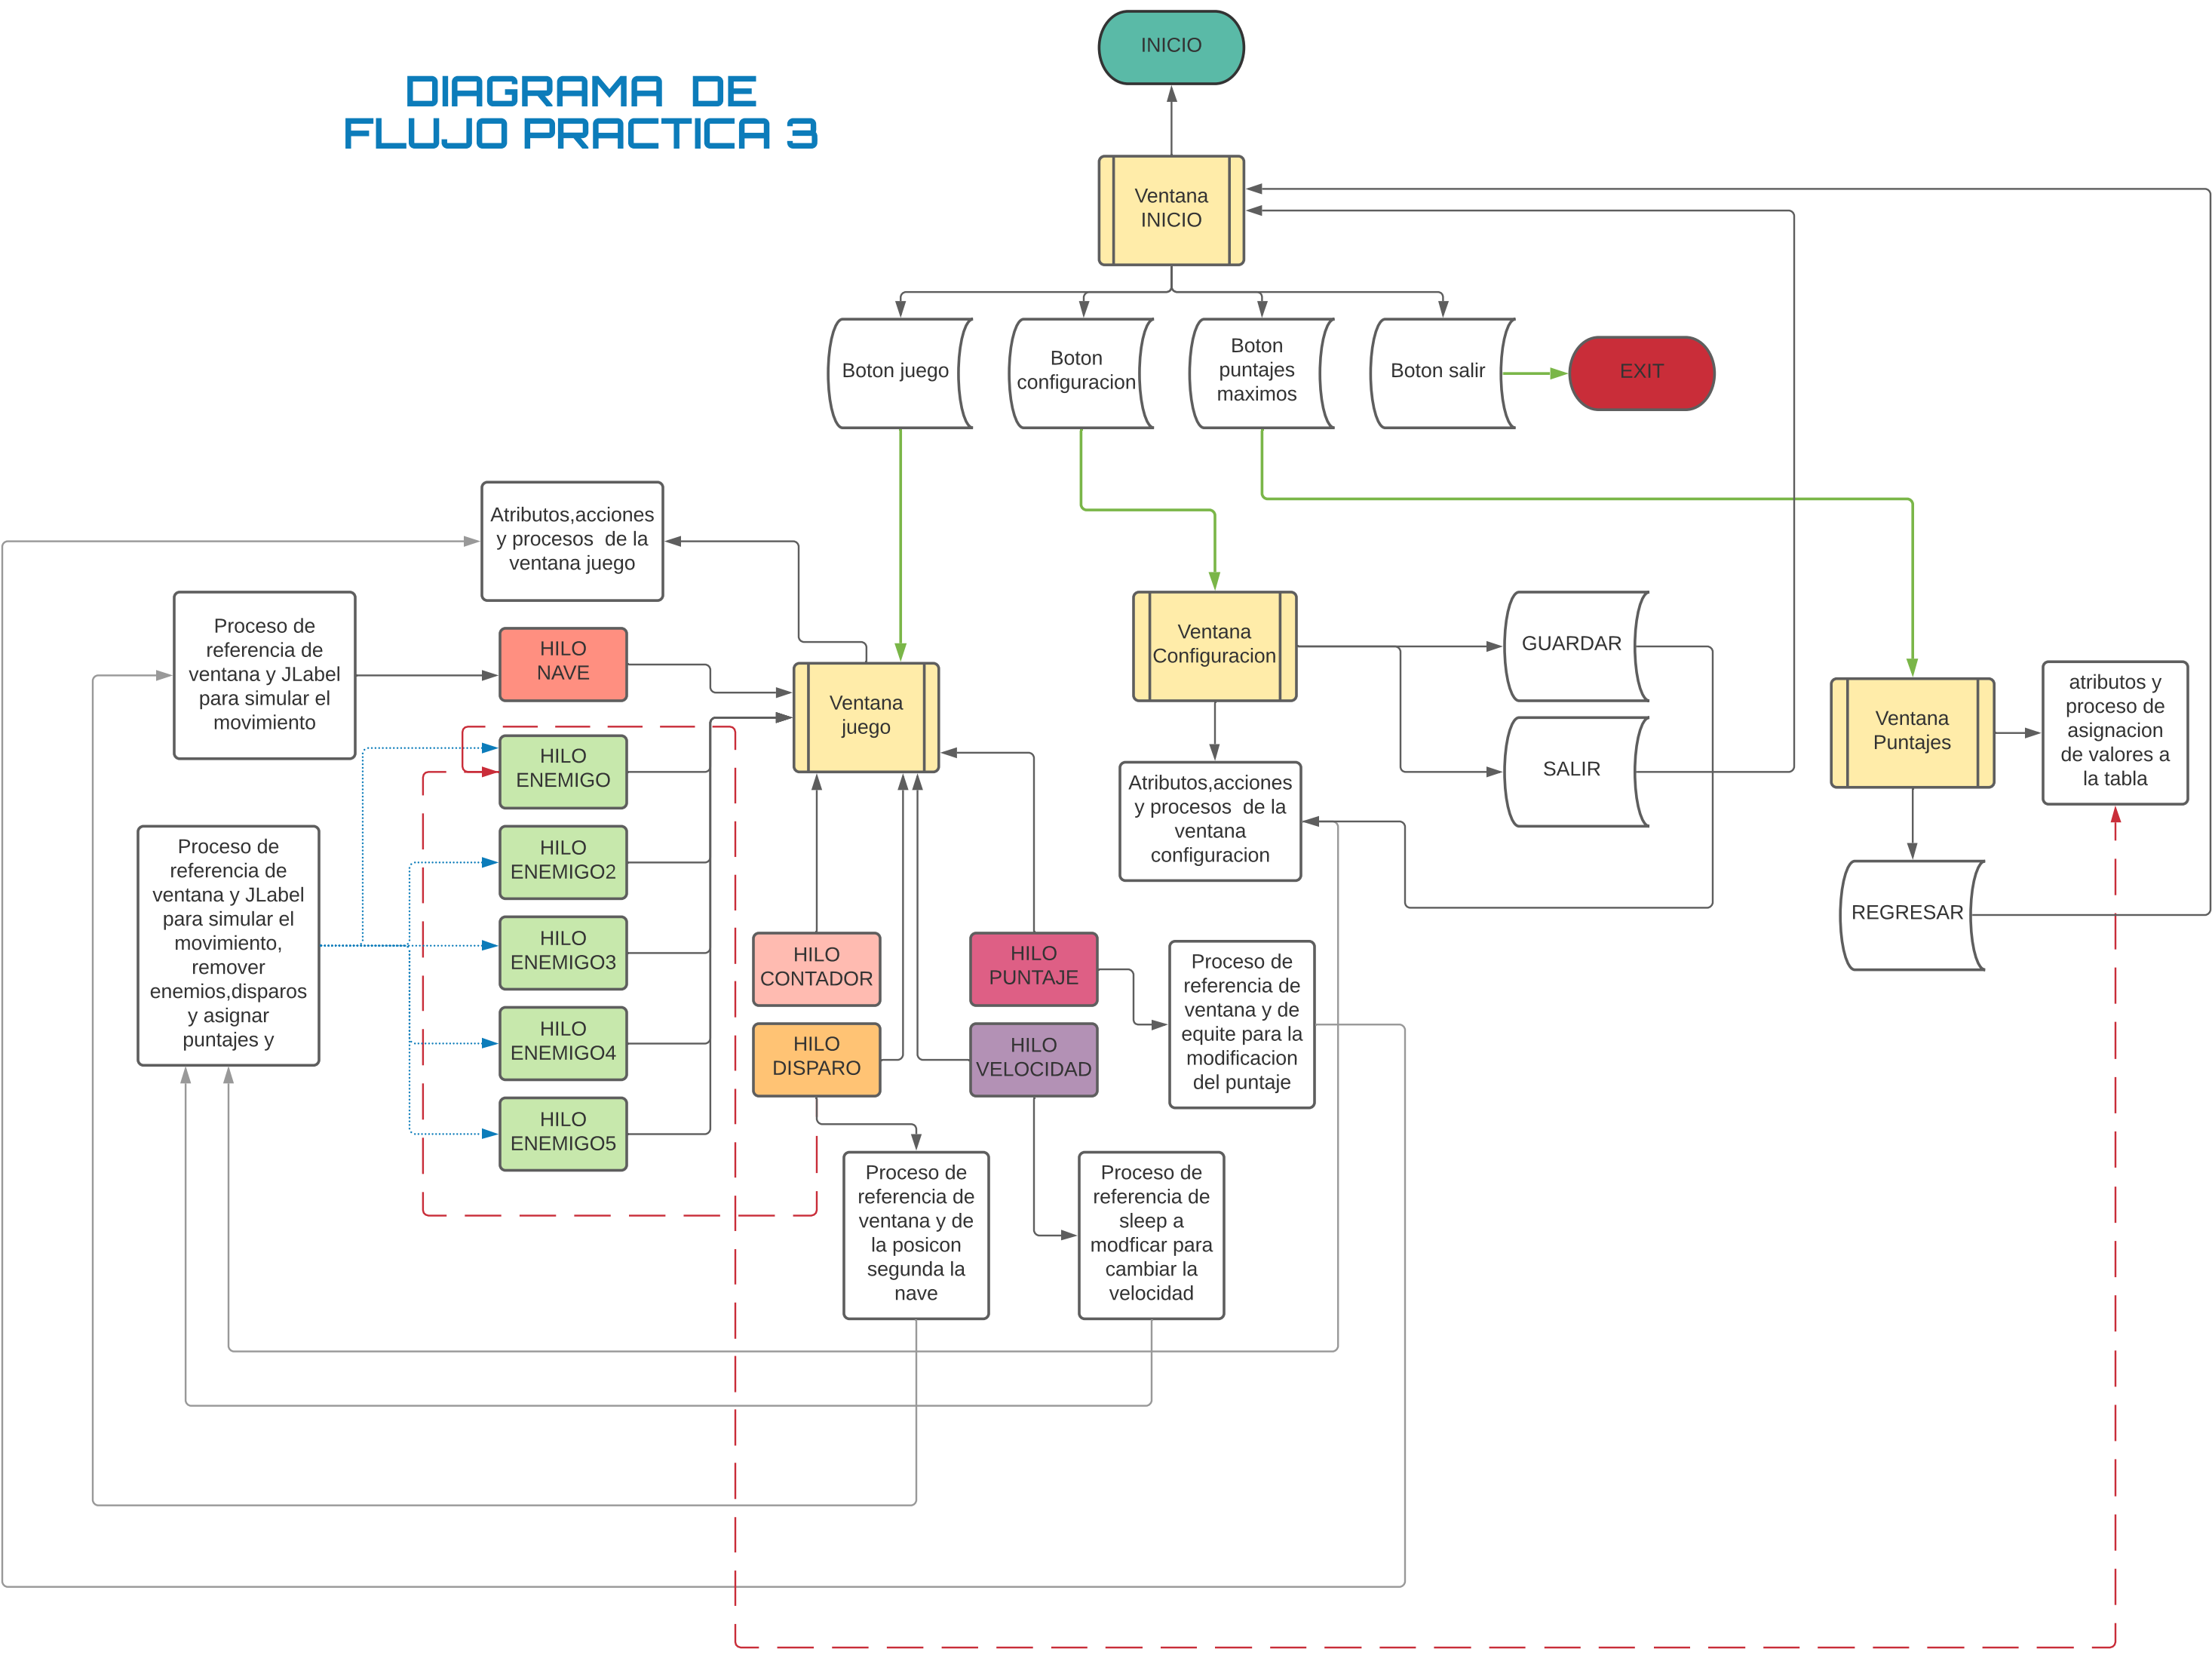 INICIO
DIAGRAMA DE
FLUJO PRACTICA 3
Ventana
INICIO
Boton juego
Boton
configuracion
Boton
puntajes
maximos
Boton salir
EXIT
Atributos,acciones
y procesos de la
ventana juego
Proceso de
referencia de
ventana y JLabel
para simular el
movimiento
HILO
NAVE
Ventana
juego
Ventana
Configuracion
GUARDAR
SALIR
Ventana
Puntajes
atributos y
proceso de
asignacion
de valores a
la tabla
HILO
ENEMIGO
HILO
ENEMIGO2
HILO
ENEMIGO3
HILO
ENEMIGO4
HILO
ENEMIGO5
Proceso de
referencia de
ventana y JLabel
para simular el
movimiento,
remover
enemios,disparos
y asignar
puntajes y
Atributos,acciones
y procesos de la
ventana
configuracion
REGRESAR
HILO
CONTADOR
HILO
PUNTAJE
HILO
DISPARO
HILO
VELOCIDAD
Proceso de
referencia de
ventana y de
equite para la
modificacion
del puntaje
Proceso de
referencia de
ventana y de
la posicon
segunda la
nave
Proceso de
referencia de
sleep a
modficar para
cambiar la
velocidad